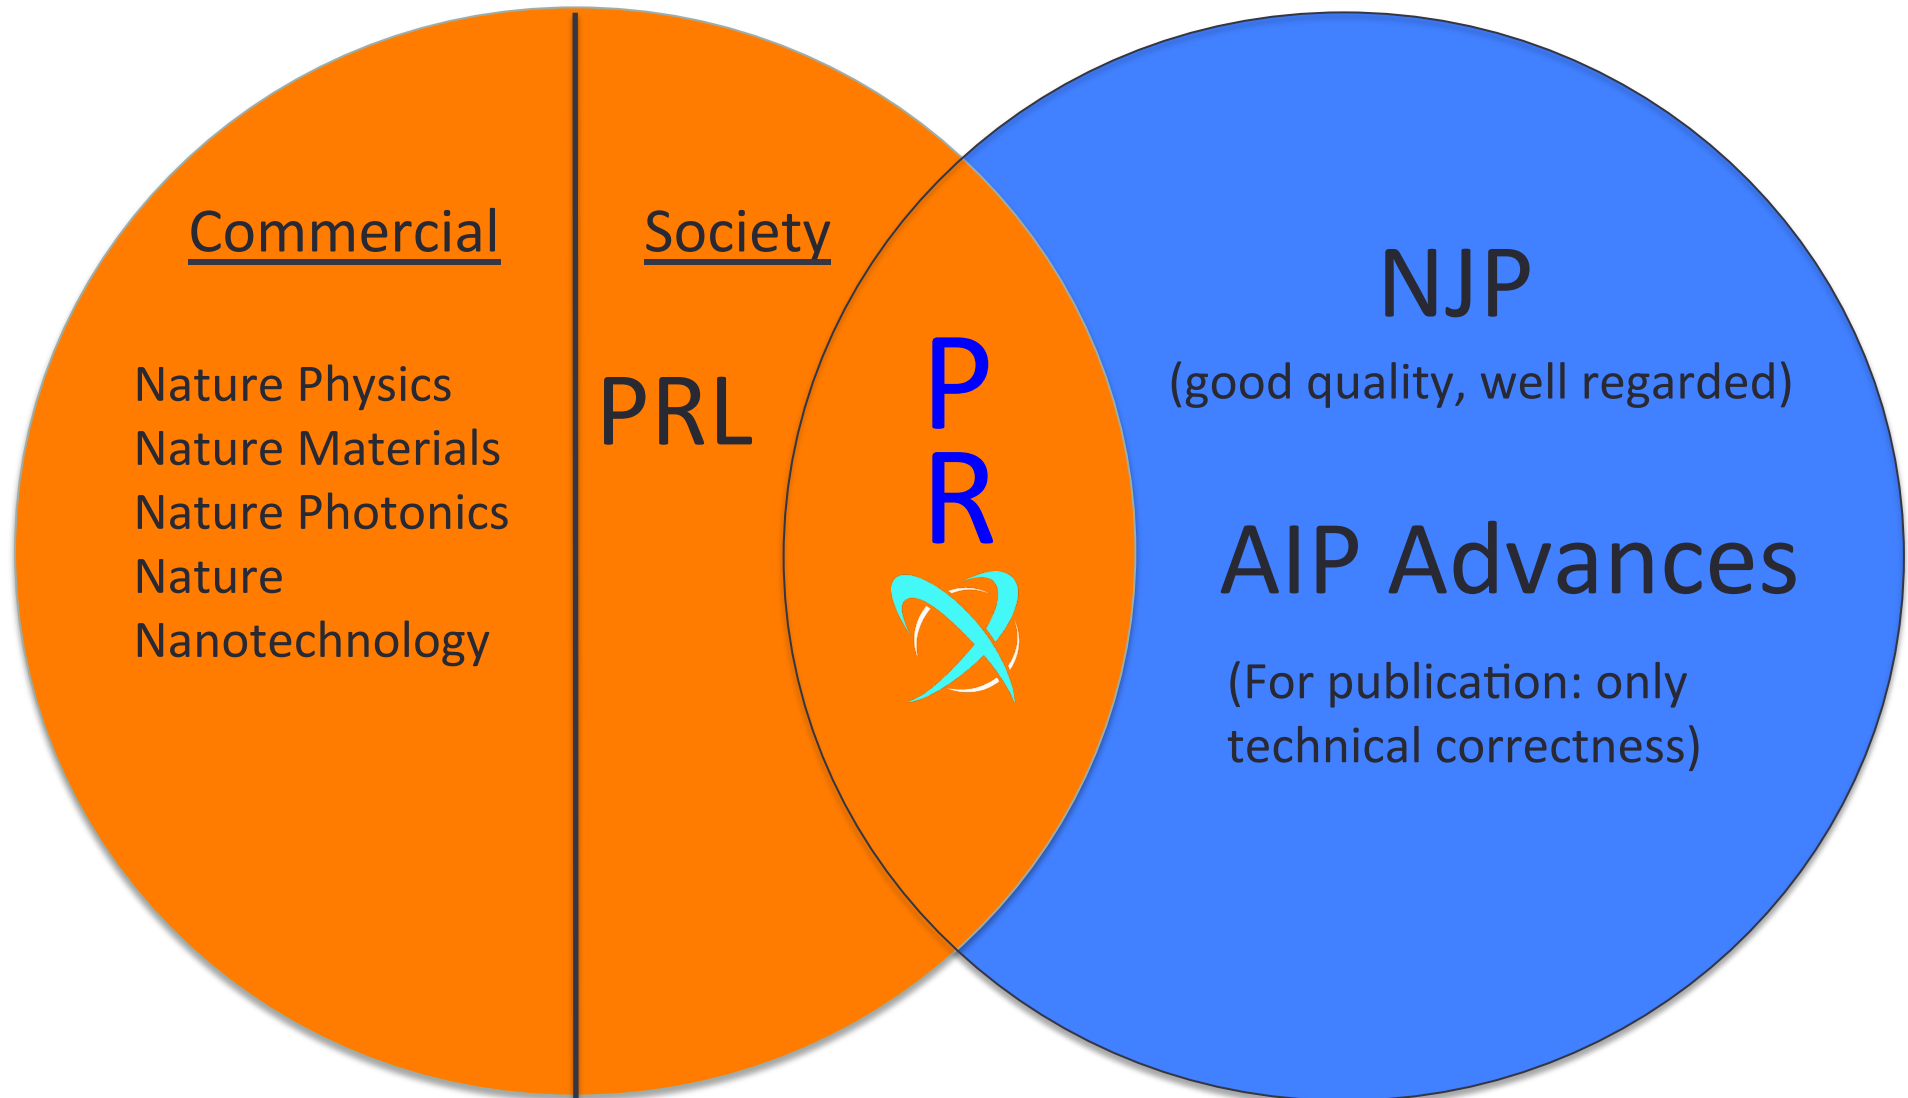 Commercial
Nature Physics
Nature Materials
Nature Photonics
Nature
Nanotechnology
Society
PRL
P
R
X
NJP
(good quality, well regarded)
AIP Advances
(For publication: only
technical correctness)